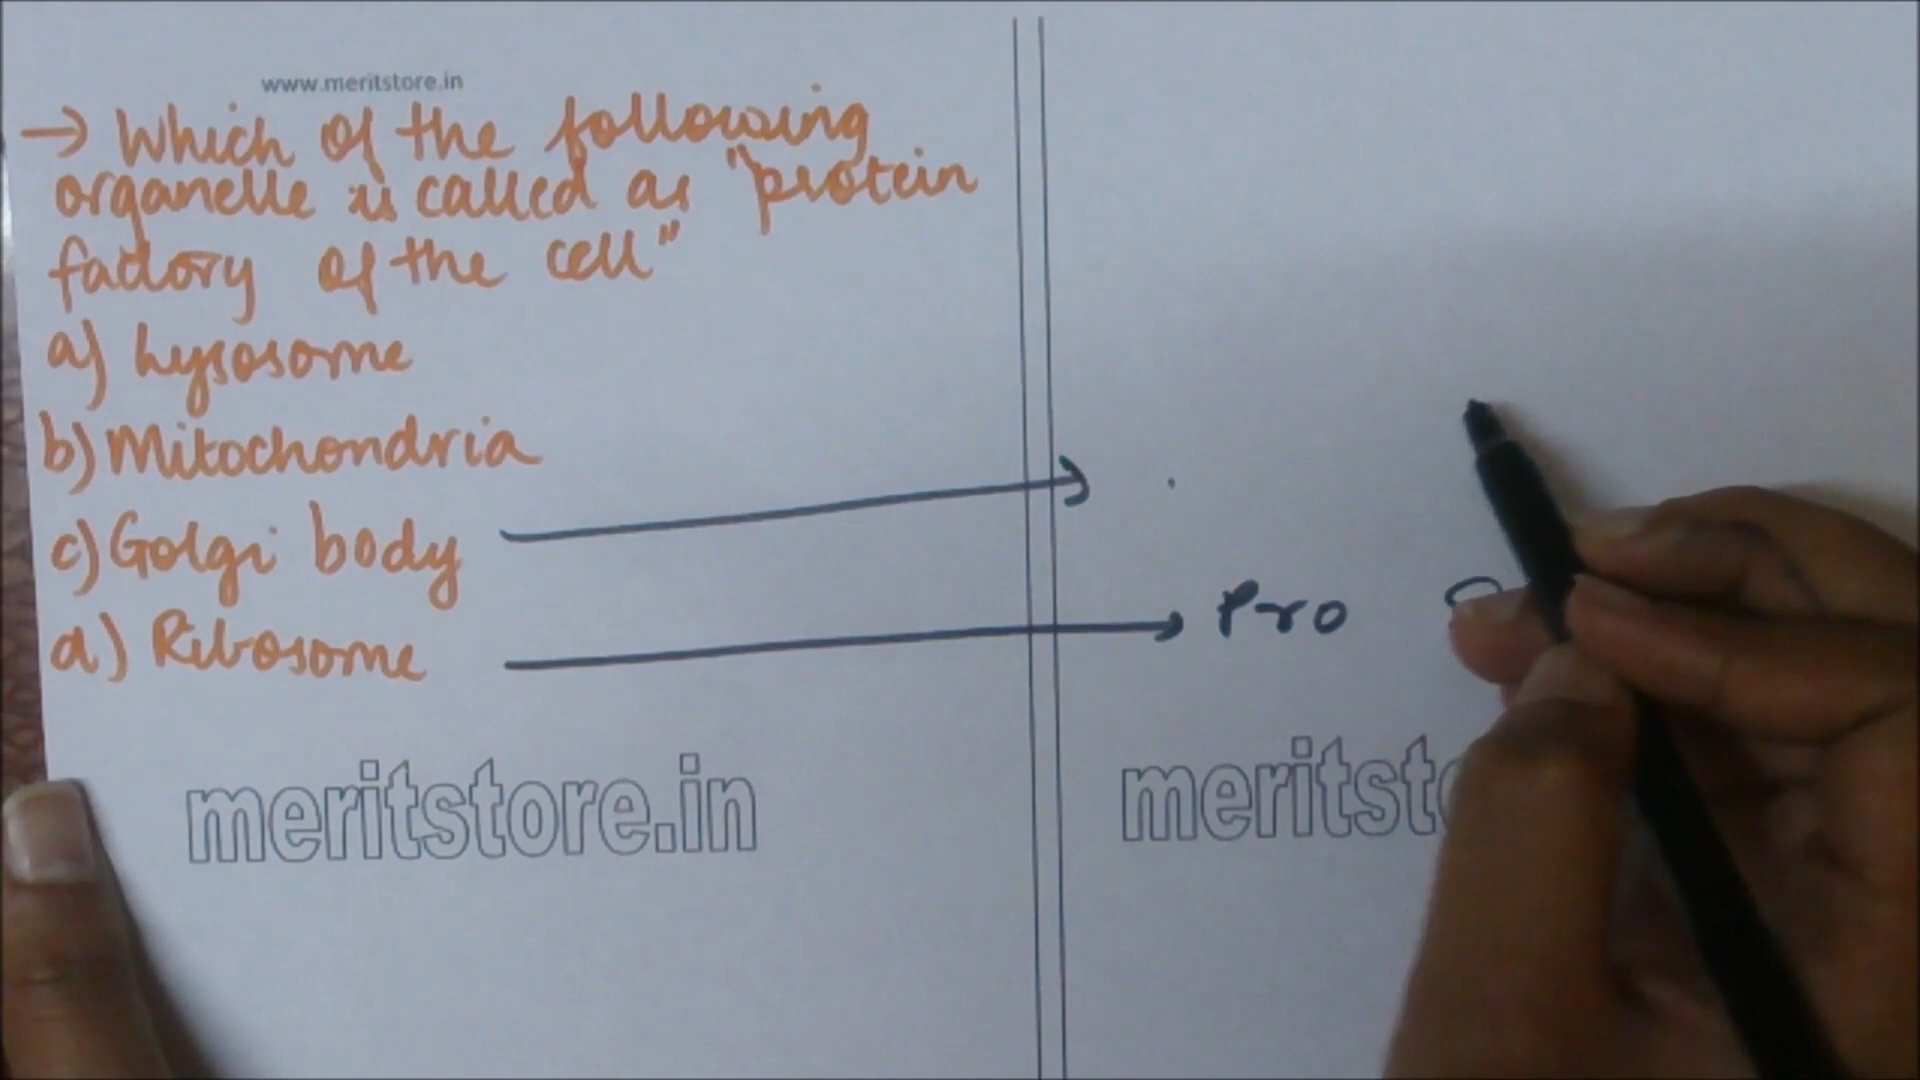 www.meritstore.in
→ Which of the following
organelle is called as "protein
factory of the cell"
a) Lysosome
b) Mitochondria
c) Golgi body
d) Ribosome
Pro
meritstore.in
meritsto